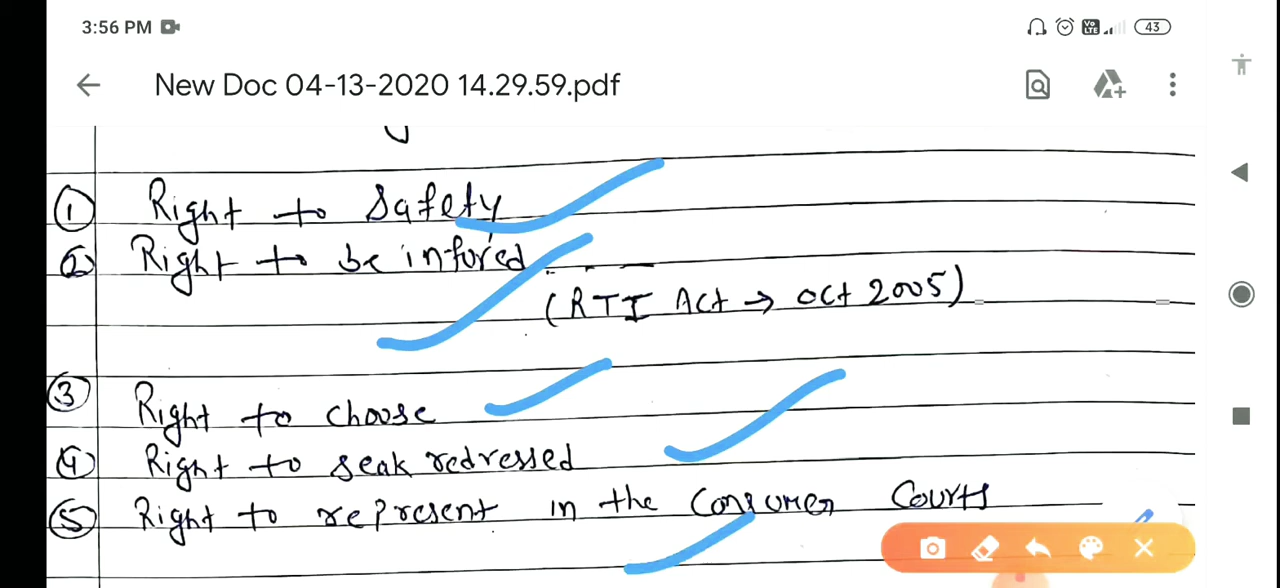 3:56 PM
43
New Doc 04-13-2020 14.29.59.pdf
① Right to Safety
② Right to be infored
(RTI Act → Oct 2005)
③ Right to choose
④ Right to seak redressed
⑤ Right to represent in the Consumer Courts